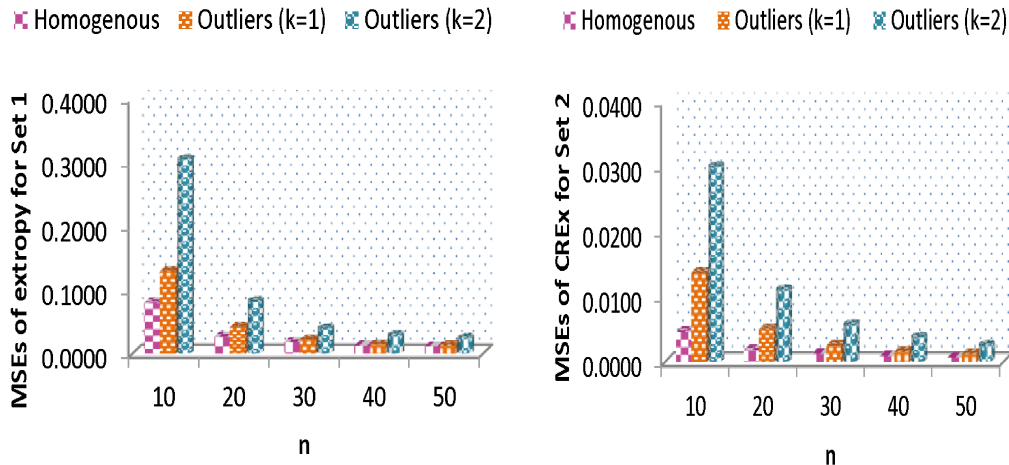 Homogenous Outliers (k=1) Outliers (k=2)
MSEs of extropy for Set 1
0.4000
0.3000
0.2000
0.1000
0.0000
10 20 30 40 50
n
Homogenous Outliers (k=1) Outliers (k=2)
MSEs of CREx for Set 2
0.0400
0.0300
0.0200
0.0100
0.0000
10 20 30 40 50
n